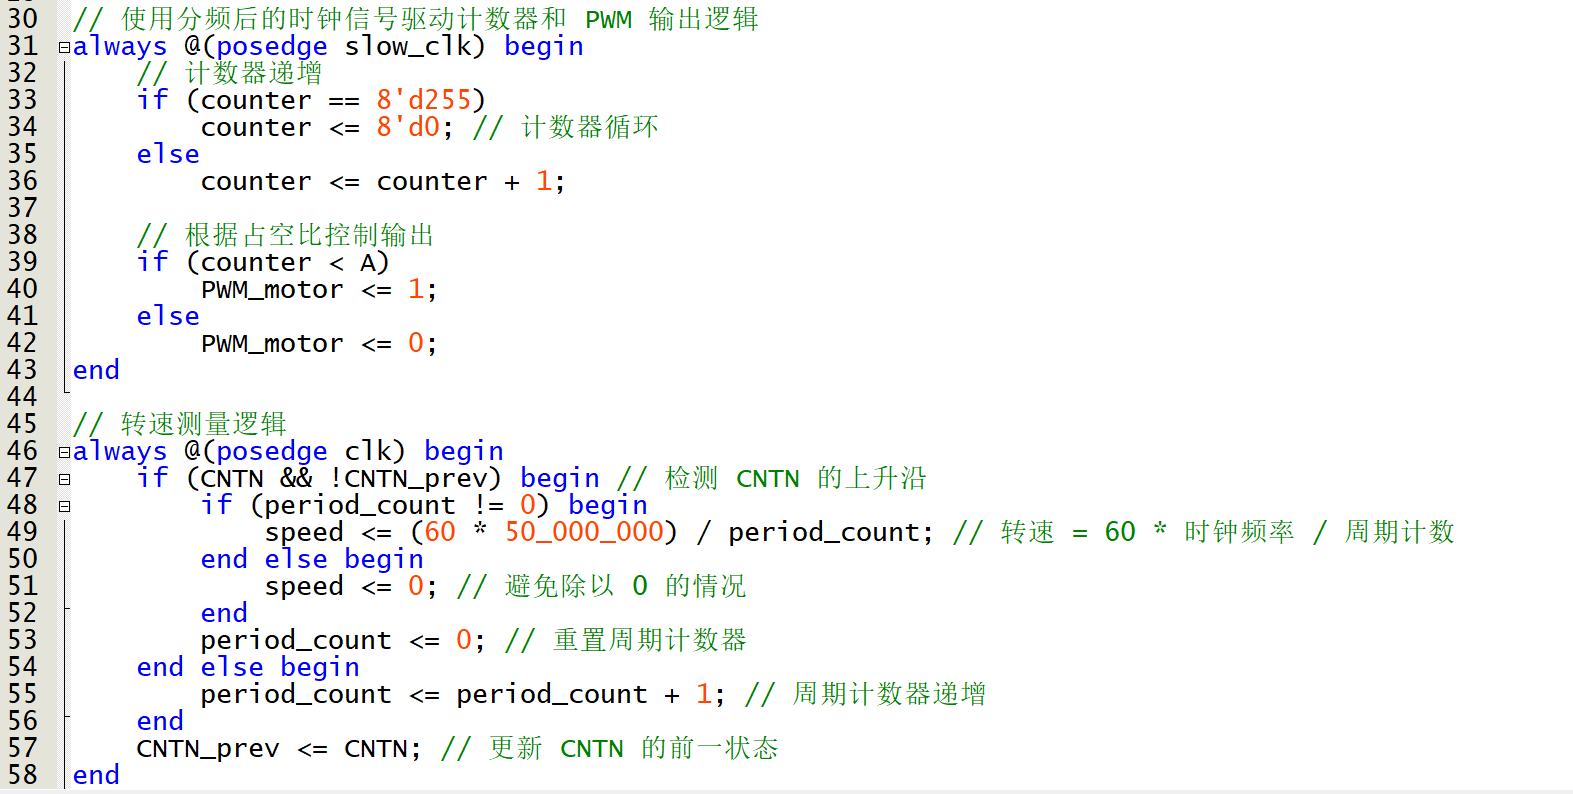 30 // 使用分频后的时钟信号驱动计数器和 PWM 输出逻辑
31 always @(posedge slow_clk) begin
32     // 计数器递增
33     if (counter == 8'd255)
34         counter <= 8'd0; // 计数器循环
35     else
36         counter <= counter + 1;
37
38     // 根据占空比控制输出
39     if (counter < A)
40         PWM_motor <= 1;
41     else
42         PWM_motor <= 0;
43 end
44
45 // 转速测量逻辑
46 always @(posedge clk) begin
47     if (CNTN && !CNTN_prev) begin // 检测 CNTN 的上升沿
48         if (period_count != 0) begin
49             speed <= (60 * 50_000_000) / period_count; // 转速 = 60 * 时钟频率 / 周期计数
50         end else begin
51             speed <= 0; // 避免除以 0 的情况
52         end
53         period_count <= 0; // 重置周期计数器
54     end else begin
55         period_count <= period_count + 1; // 周期计数器递增
56     end
57     CNTN_prev <= CNTN; // 更新 CNTN 的前一状态
58 end